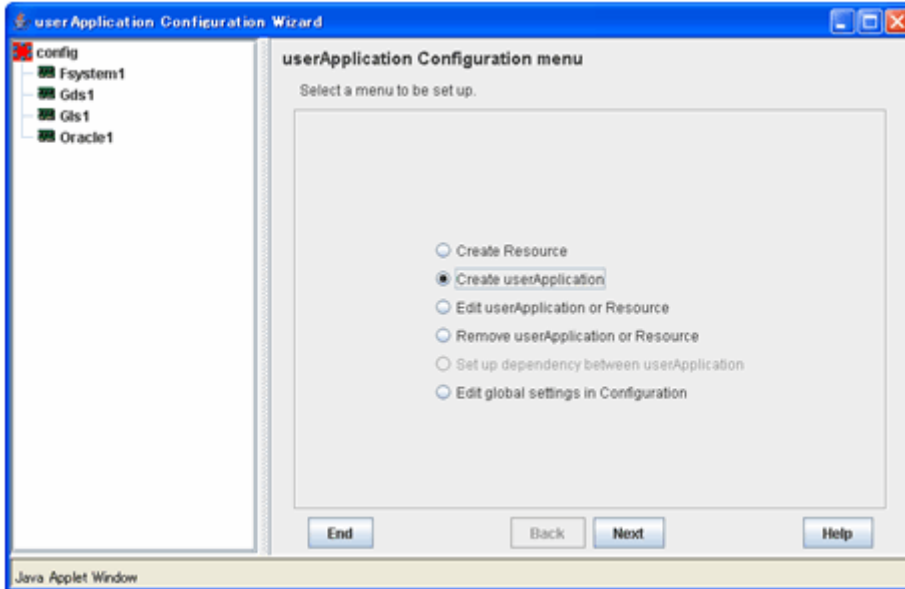 userApplication Configuration Wizard
config
Fsystem1
Gds1
Gls1
Oracle1
userApplication Configuration menu
Select a menu to be set up.
Create Resource
Create userApplication
Edit userApplication or Resource
Remove userApplication or Resource
Set up dependency between userApplication
Edit global settings in Configuration
End
Back
Next
Help
Java Applet Window